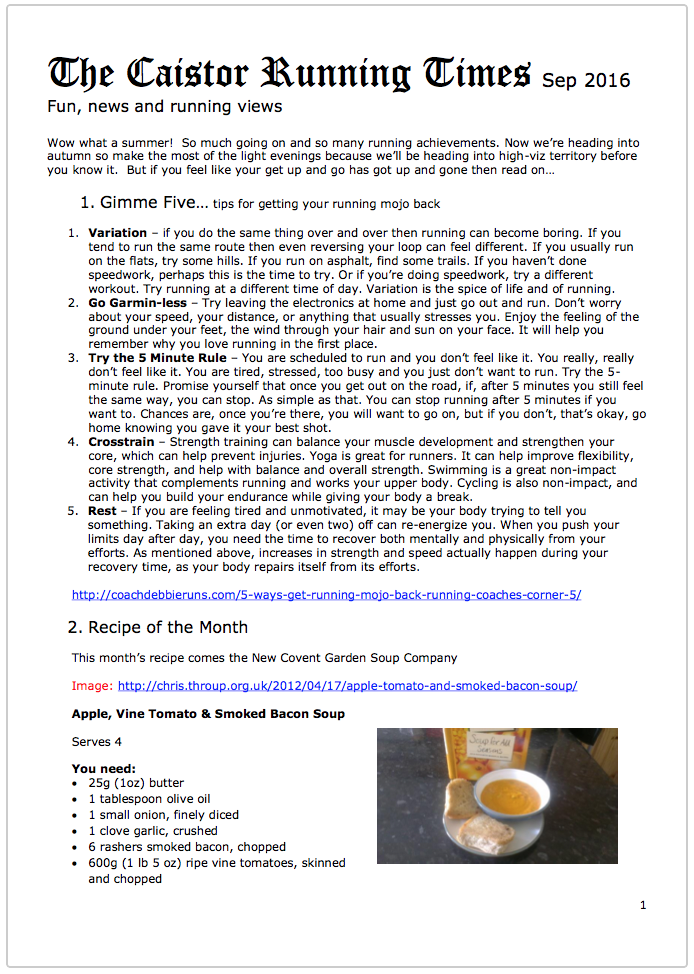 The Caistor Running Times Sep 2016
Fun, news and running views
Wow what a summer!  So much going on and so many running achievements. Now we're heading into
autumn so make the most of the light evenings because we'll be heading into high-viz territory before
you know it.  But if you feel like your get up and go has got up and gone then read on…
1. Gimme Five… tips for getting your running mojo back
1. Variation – if you do the same thing over and over then running can become boring. If you
tend to run the same route then even reversing your loop can feel different. If you usually run
on the flats, try some hills. If you run on asphalt, find some trails. If you haven't done
speedwork, perhaps this is the time to try. Or if you're doing speedwork, try a different
workout. Try running at a different time of day. Variation is the spice of life and of running.
2. Go Garmin-less – Try leaving the electronics at home and just go out and run. Don't worry
about your speed, your distance, or anything that usually stresses you. Enjoy the feeling of the
ground under your feet, the wind through your hair and sun on your face. It will help you
remember why you love running in the first place.
3. Try the 5 Minute Rule – You are scheduled to run and you don't feel like it. You really, really
don't feel like it. You are tired, stressed, too busy and you just don't want to run. Try the 5-
minute rule. Promise yourself that once you get out on the road, if, after 5 minutes you still feel
the same way, you can stop. As simple as that. You can stop running after 5 minutes if you
want to. Chances are, once you're there, you will want to go on, but if you don't, that's okay, go
home knowing you gave it your best shot.
4. Crosstrain – Strength training can balance your muscle development and strengthen your
core, which can help prevent injuries. Yoga is great for runners. It can help improve flexibility,
core strength, and help with balance and overall strength. Swimming is a great non-impact
activity that complements running and works your upper body. Cycling is also non-impact, and
can help you build your endurance while giving your body a break.
5. Rest – If you are feeling tired and unmotivated, it may be your body trying to tell you
something. Taking an extra day (or even two) off can re-energize you. When you push your
limits day after day, you need the time to recover both mentally and physically from your
efforts. As mentioned above, increases in strength and speed actually happen during your
recovery time, as your body repairs itself from its efforts.
http://coachdebbieruns.com/5-ways-get-running-mojo-back-running-coaches-corner-5/
2. Recipe of the Month
This month's recipe comes the New Covent Garden Soup Company
Image: http://chris.throup.org.uk/2012/04/17/apple-tomato-and-smoked-bacon-soup/
Apple, Vine Tomato & Smoked Bacon Soup
Serves 4
You need:
• 25g (1oz) butter
• 1 tablespoon olive oil
• 1 small onion, finely diced
• 1 clove garlic, crushed
• 6 rashers smoked bacon, chopped
• 600g (1 lb 5 oz) ripe vine tomatoes, skinned
and chopped
Soup for All
Seasons
1